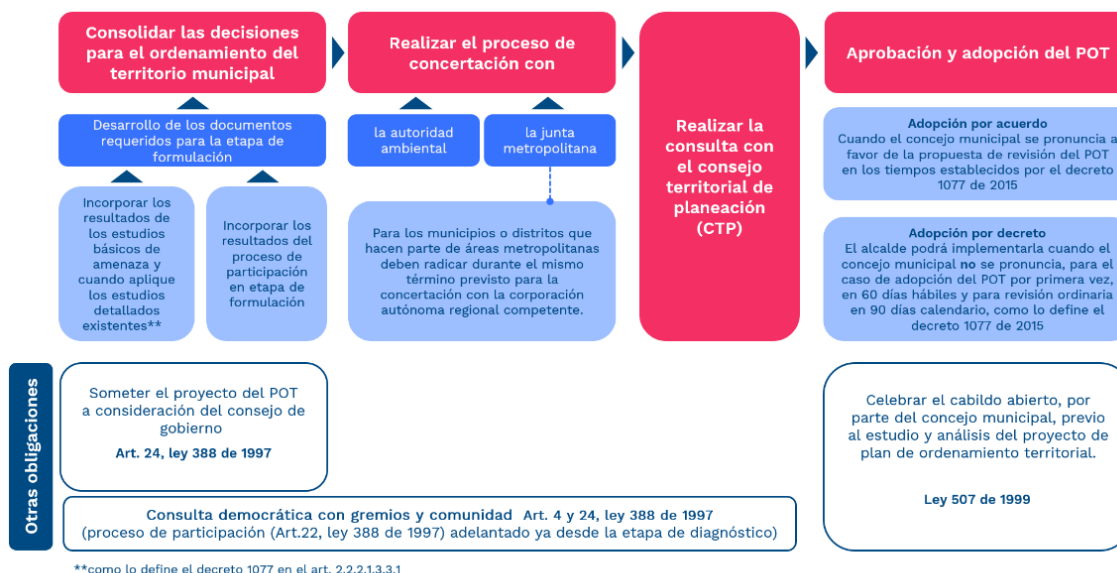 Consolidar las decisiones
para el ordenamiento del
territorio municipal
Desarrollo de los documentos
requeridos para la etapa de
formulación
Incorporar los
resultados de
los estudios
básicos de
amenaza y
cuando aplique
los estudios
detallados
existentes**
Incorporar los
resultados del
proceso de
participación
en etapa de
formulación
Realizar el proceso de
concertación con
la autoridad
ambiental
la junta
metropolitana
Para los municipios o distritos que
hacen parte de áreas metropolitanas
deben radicar durante el mismo
término previsto para la
concertación con la corporación
autónoma regional competente.
Realizar la
consulta con
el consejo
territorial de
planeación
(CTP)
Aprobación y adopción del POT
Adopción por acuerdo
Cuando el concejo municipal se pronuncia a
favor de la propuesta de revisión del POT
en los tiempos establecidos por el decreto
1077 de 2015
Adopción por decreto
El alcalde podrá implementarla cuando el
concejo municipal no se pronuncia, para el
caso de adopción del POT por primera vez,
en 60 días hábiles y para revisión ordinaria
en 90 días calendario, como lo define el
decreto 1077 de 2015
Otras obligaciones
Someter el proyecto del POT
a consideración del consejo de
gobierno
Art. 24, ley 388 de 1997
Consulta democrática con gremios y comunidad Art. 4 y 24, ley 388 de 1997
(proceso de participación (Art.22, ley 388 de 1997) adelantado ya desde la etapa de diagnóstico)
Celebrar el cabildo abierto, por
parte del concejo municipal, previo
al estudio y análisis del proyecto de
plan de ordenamiento territorial.
Ley 507 de 1999
**como lo define el decreto 1077 en el art. 2.2.2.1.3.3.1